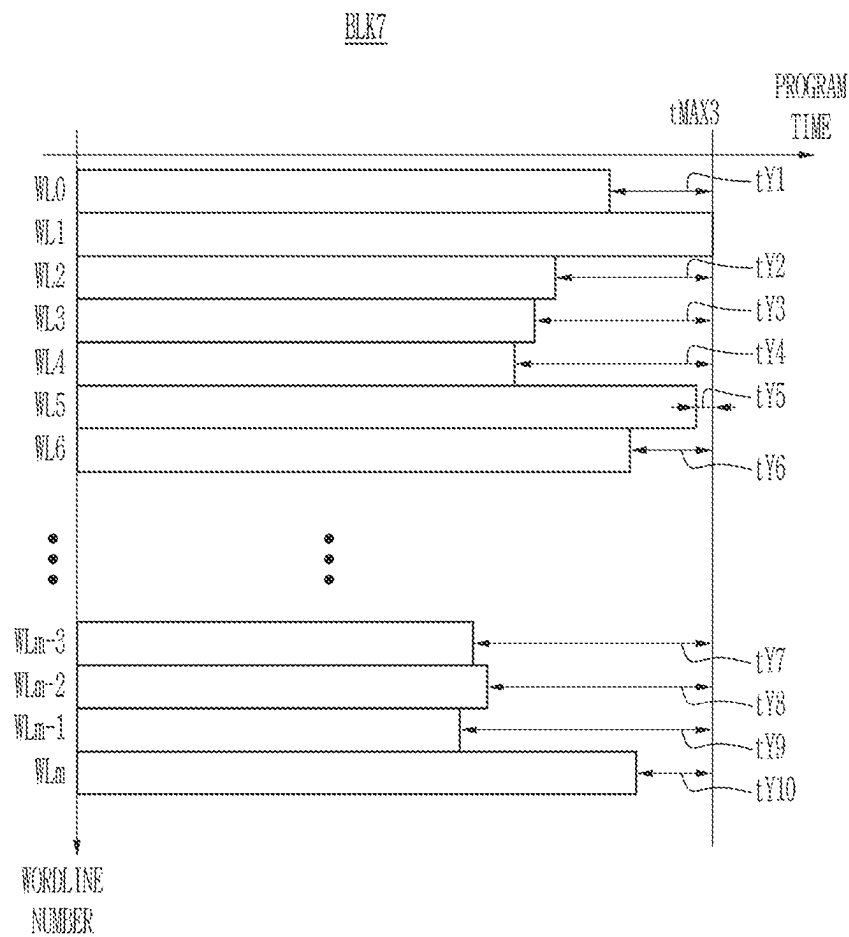 BLK7
PROGRAM
TIME
tMAX3
WL0
tY1
WL1
WL2
tY2
WL3
tY3
WL4
tY4
WL5
tY5
WL6
tY6
WLm-3
tY7
WLm-2
tY8
WLm-1
tY9
WLm
tY10
WORDLINE
NUMBER